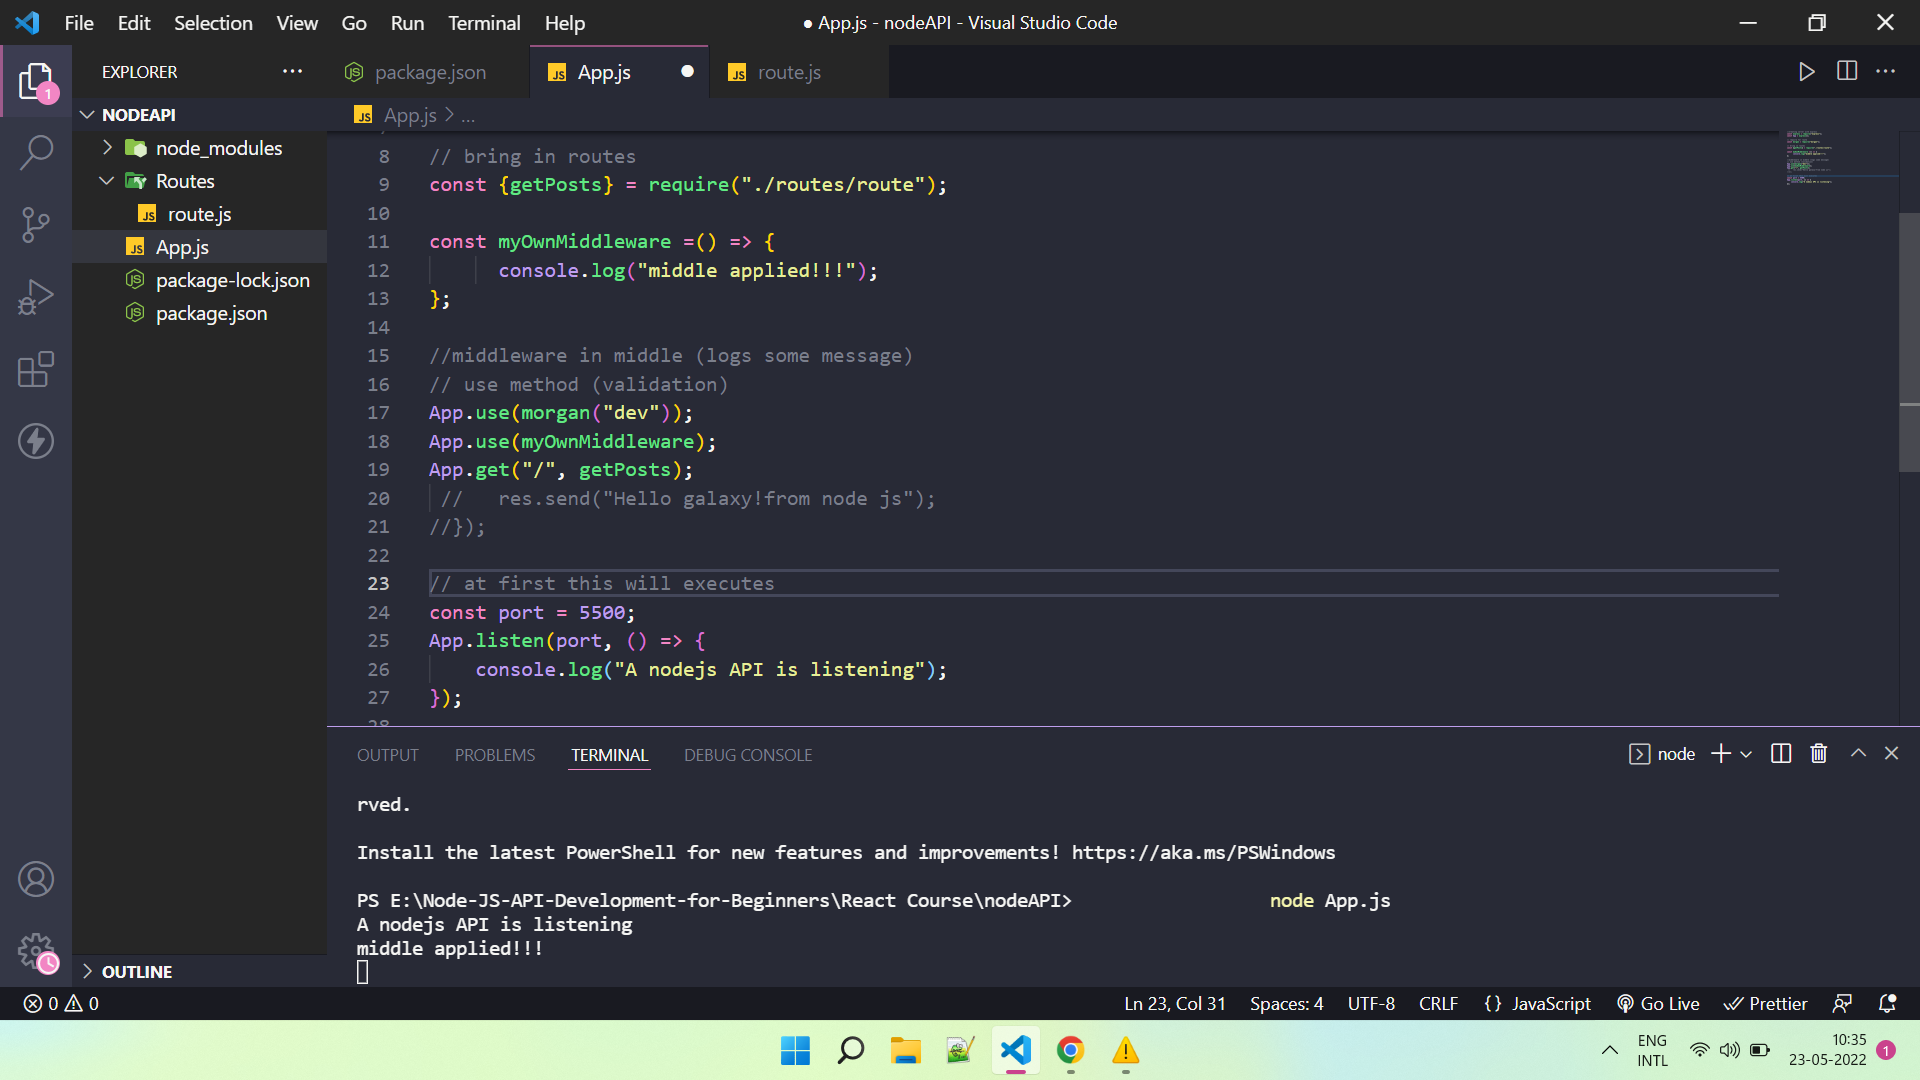 File Edit Selection View Go Run Terminal Help
● App.js - nodeAPI - Visual Studio Code
EXPLORER ...
package.json
JS App.js ●
JS route.js
1
NODEAPI
JS App.js > ...
node_modules
Routes
JS route.js
JS App.js
package-lock.json
package.json
8 // bring in routes
9 const {getPosts} = require("./routes/route");
10
11 const myOwnMiddleware =() => {
12 console.log("middle applied!!!");
13 };
14
15 //middleware in middle (logs some message)
16 // use method (validation)
17 App.use(morgan("dev"));
18 App.use(myOwnMiddleware);
19 App.get("/", getPosts);
20 // res.send("Hello galaxy!from node js");
21 //});
22
23 // at first this will executes
24 const port = 5500;
25 App.listen(port, () => {
26 console.log("A nodejs API is listening");
27 });
28
OUTPUT PROBLEMS TERMINAL DEBUG CONSOLE
node
rved.
Install the latest PowerShell for new features and improvements! https://aka.ms/PSWindows
PS E:\Node-JS-API-Development-for-Beginners\React Course\nodeAPI> node App.js
A nodejs API is listening
middle applied!!!
OUTLINE
0 0
Ln 23, Col 31 Spaces: 4 UTF-8 CRLF {} JavaScript Go Live Prettier
ENG
INTL
10:35
23-05-2022
1